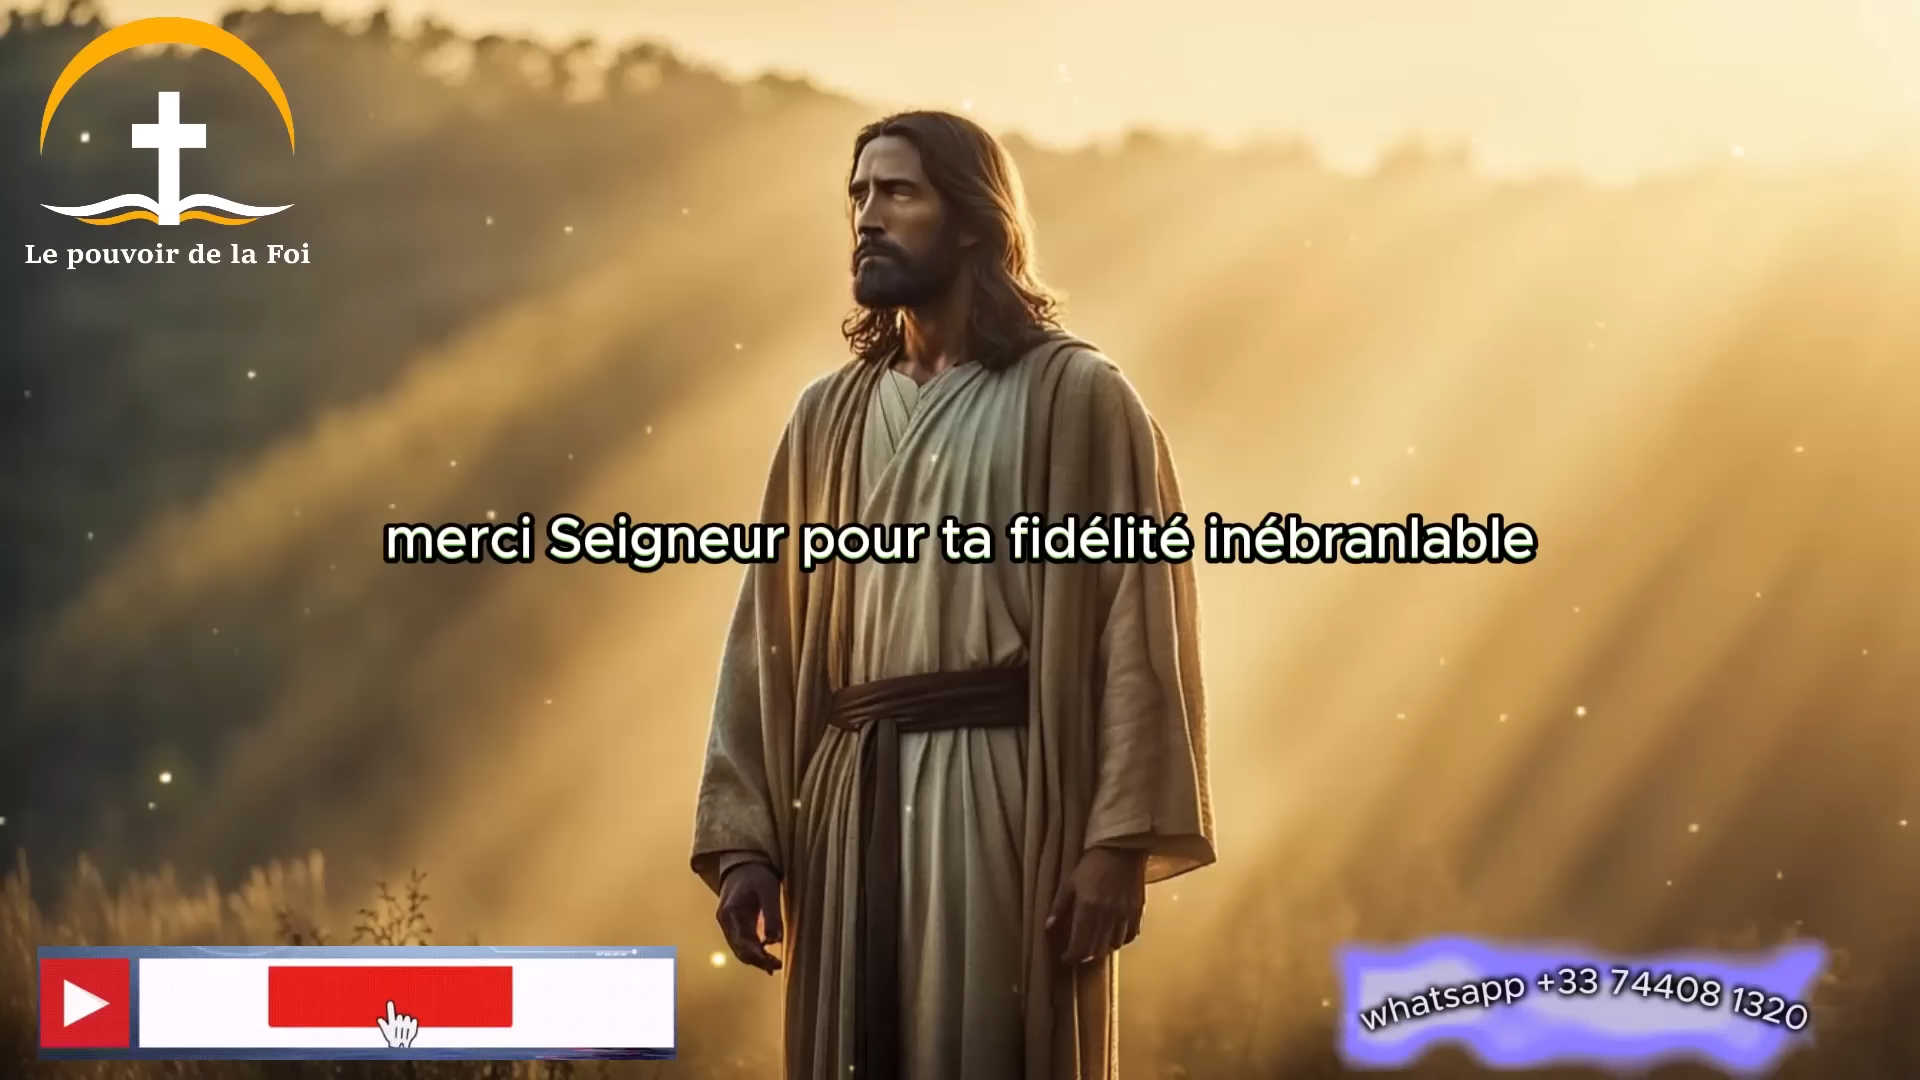 Le pouvoir de la Foi
merci Seigneur pour ta fidélité inébranlable
whatsapp +33 74408 1320